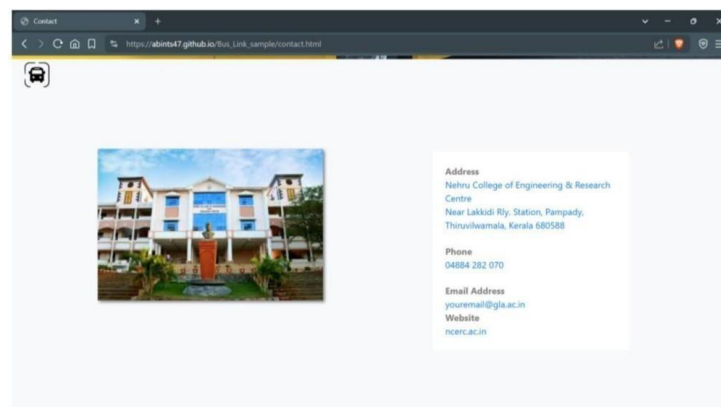 Contact
https://abints47.github.io/Bus_Link_sample/contact.html
Address
Nehru College of Engineering & Research
Centre
Near Lakkidi Rly. Station, Pampady,
Thiruvilwamala, Kerala 680588
Phone
04884 282 070
Email Address
youremail@gla.ac.in
Website
ncerc.ac.in